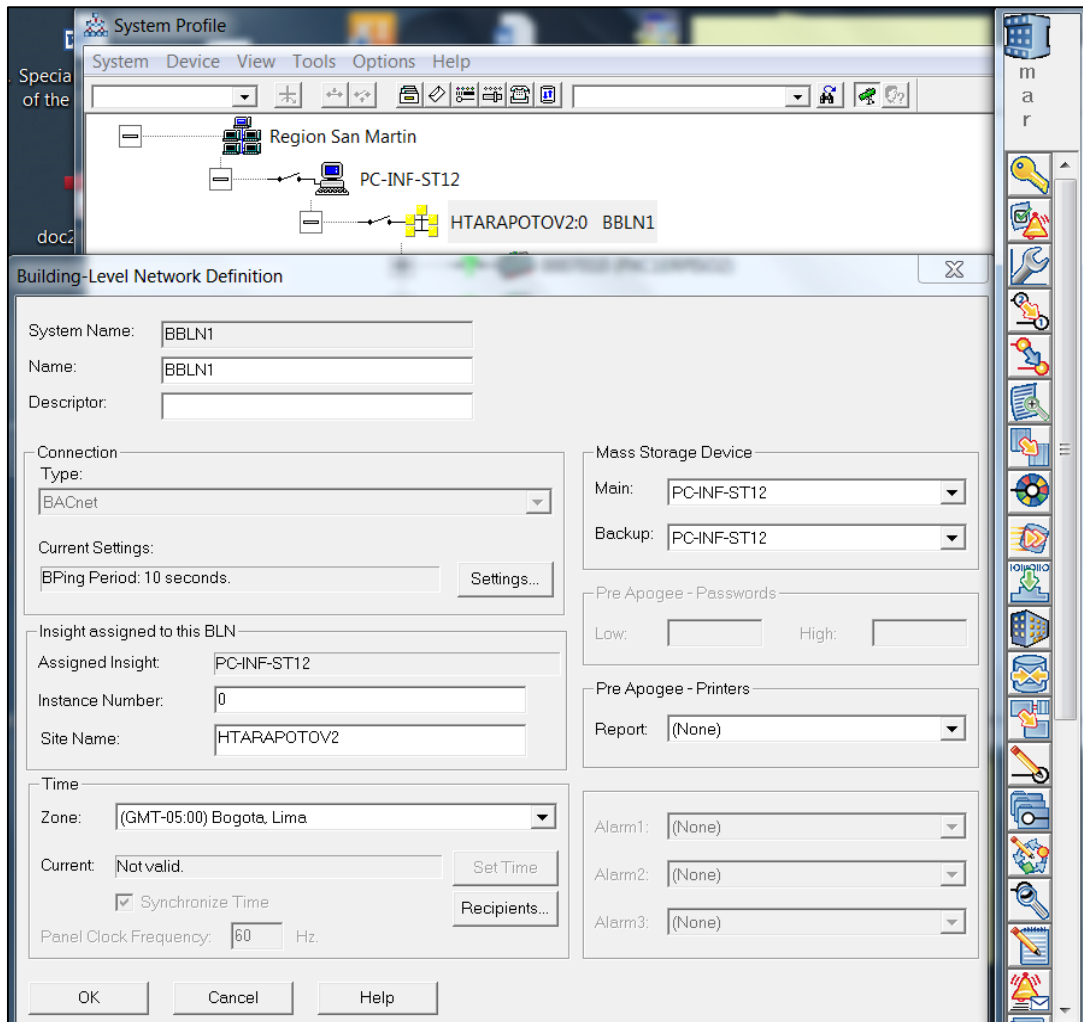 System Profile
System Device View Tools Options Help
Specia
of the
doc2
m
a
r
Region San Martin
PC-INF-ST12
HTARAPOTOV2:0 BBLN1
Building-Level Network Definition
System Name: BBLN1
Name: BBLN1
Descriptor:
Connection
Type:
BACnet
Current Settings:
BPing Period: 10 seconds.
Settings...
Insight assigned to this BLN
Assigned Insight: PC-INF-ST12
Instance Number: 0
Site Name: HTARAPOTOV2
Time
Zone: (GMT-05:00) Bogota, Lima
Current: Not valid.
Set Time
Synchronize Time
Recipients...
Panel Clock Frequency: 60 Hz.
Mass Storage Device
Main: PC-INF-ST12
Backup: PC-INF-ST12
Pre Apogee - Passwords
Low: High:
Pre Apogee - Printers
Report: (None)
Alarm1: (None)
Alarm2: (None)
Alarm3: (None)
OK Cancel Help